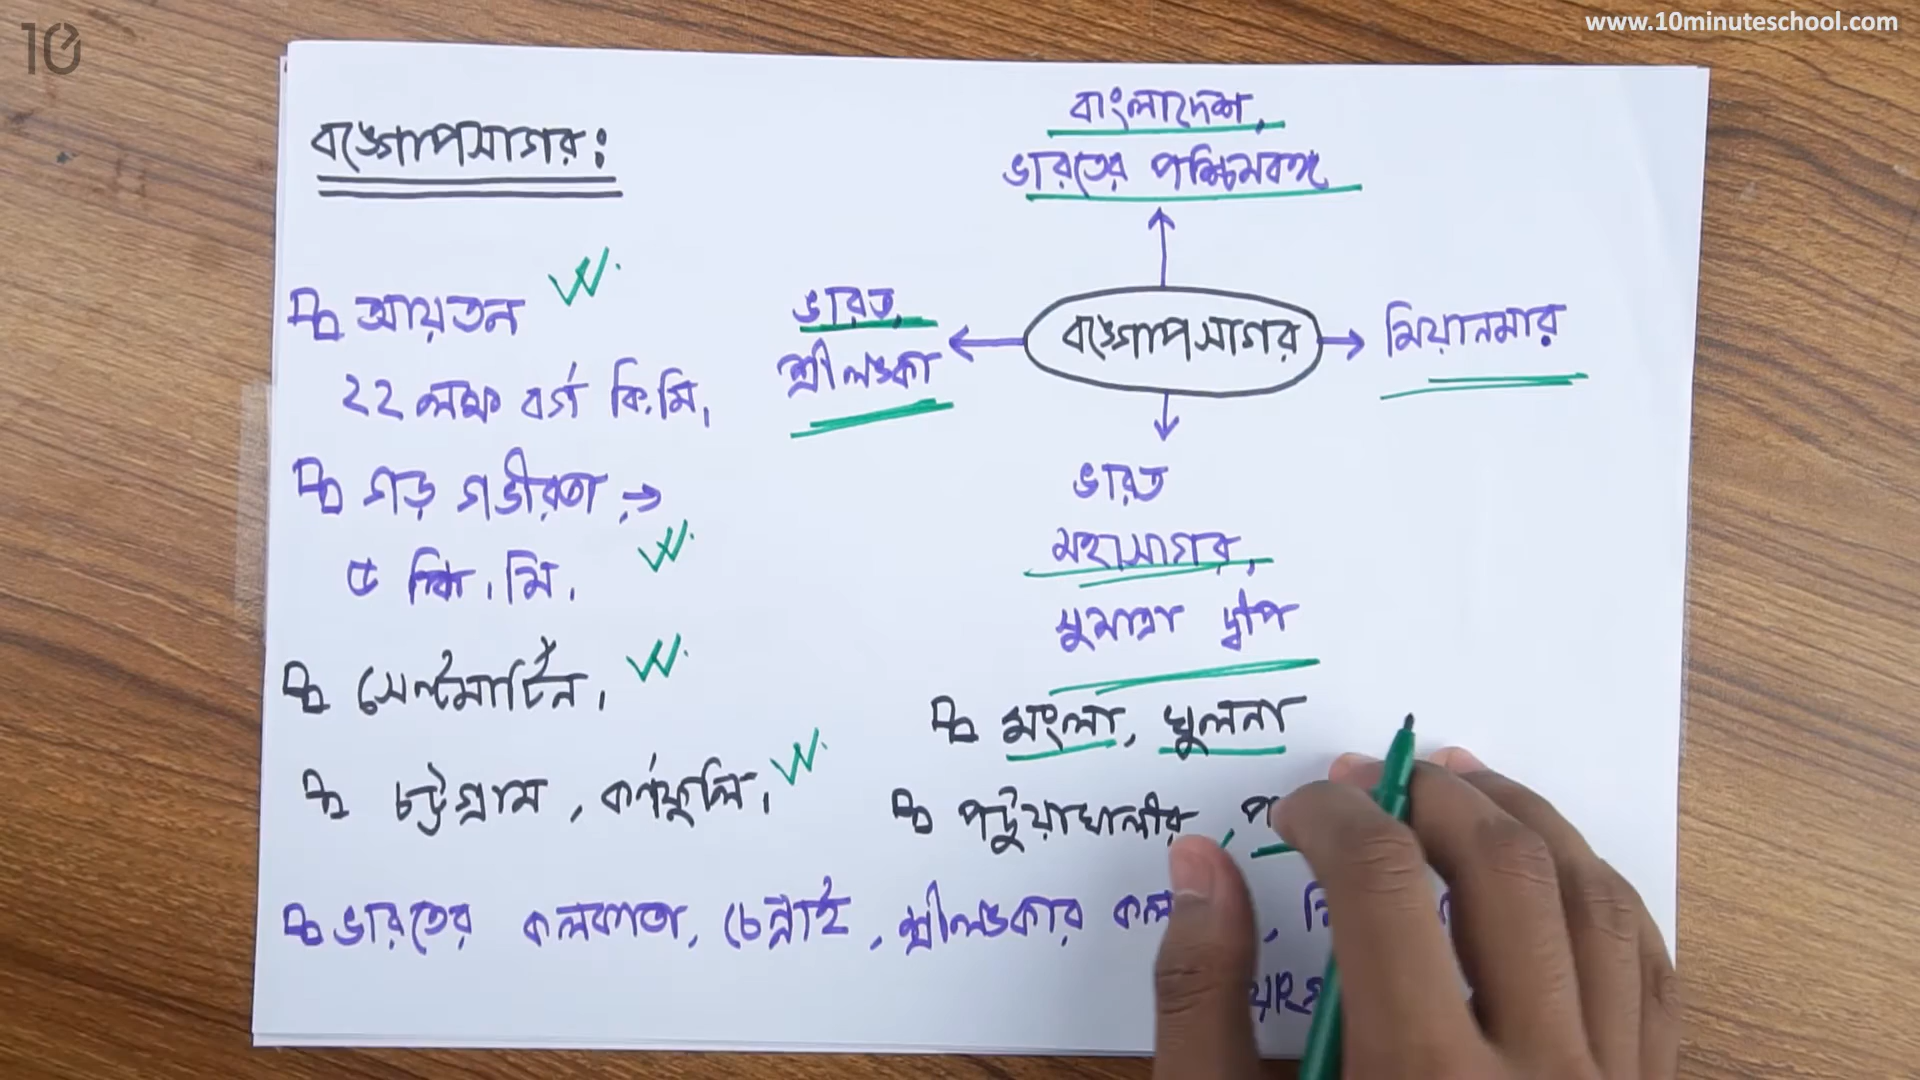 10
www.10minuteschool.com
বঙ্গোপসাগর:
আয়তন
২২ লক্ষ বর্গ কি.মি.
গড় গভীরতা →
কি.মি.
সেন্টমার্টিন.
চট্টগ্রাম, কর্ণফুলি.
ভারতের কলকাতা, চেন্নাই, শ্রীলঙ্কার
বাংলাদেশ,
ভারতের পশ্চিমবঙ্গ
ভারত,
শ্রীলঙ্কা
বঙ্গোপসাগর
মিয়ানমার
ভারত
মহাসাগর,
সুমাত্রা দ্বীপ
মংলা, খুলনা
পটুয়াখালীর,